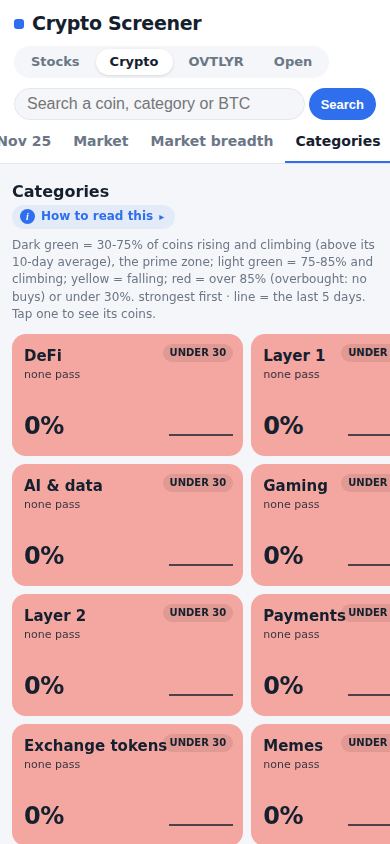 Crypto Screener
Stocks Crypto OVTLYR Open
Search a coin, category or BTC Search
Nov 25 Market Market breadth Categories
Categories
i How to read this ▸
Dark green = 30-75% of coins rising and climbing (above its
10-day average), the prime zone; light green = 75-85% and
climbing; yellow = falling; red = over 85% (overbought: no
buys) or under 30%. strongest first · line = the last 5 days.
Tap one to see its coins.
DeFi UNDER 30
none pass
0%
Layer 1 UNDER
none pass
0%
AI & data UNDER 30
none pass
0%
Gaming UNDER
none pass
0%
Layer 2 UNDER 30
none pass
0%
Payments UNDER
none pass
0%
Exchange tokens UNDER 30
none pass
0%
Memes UNDER
none pass
0%